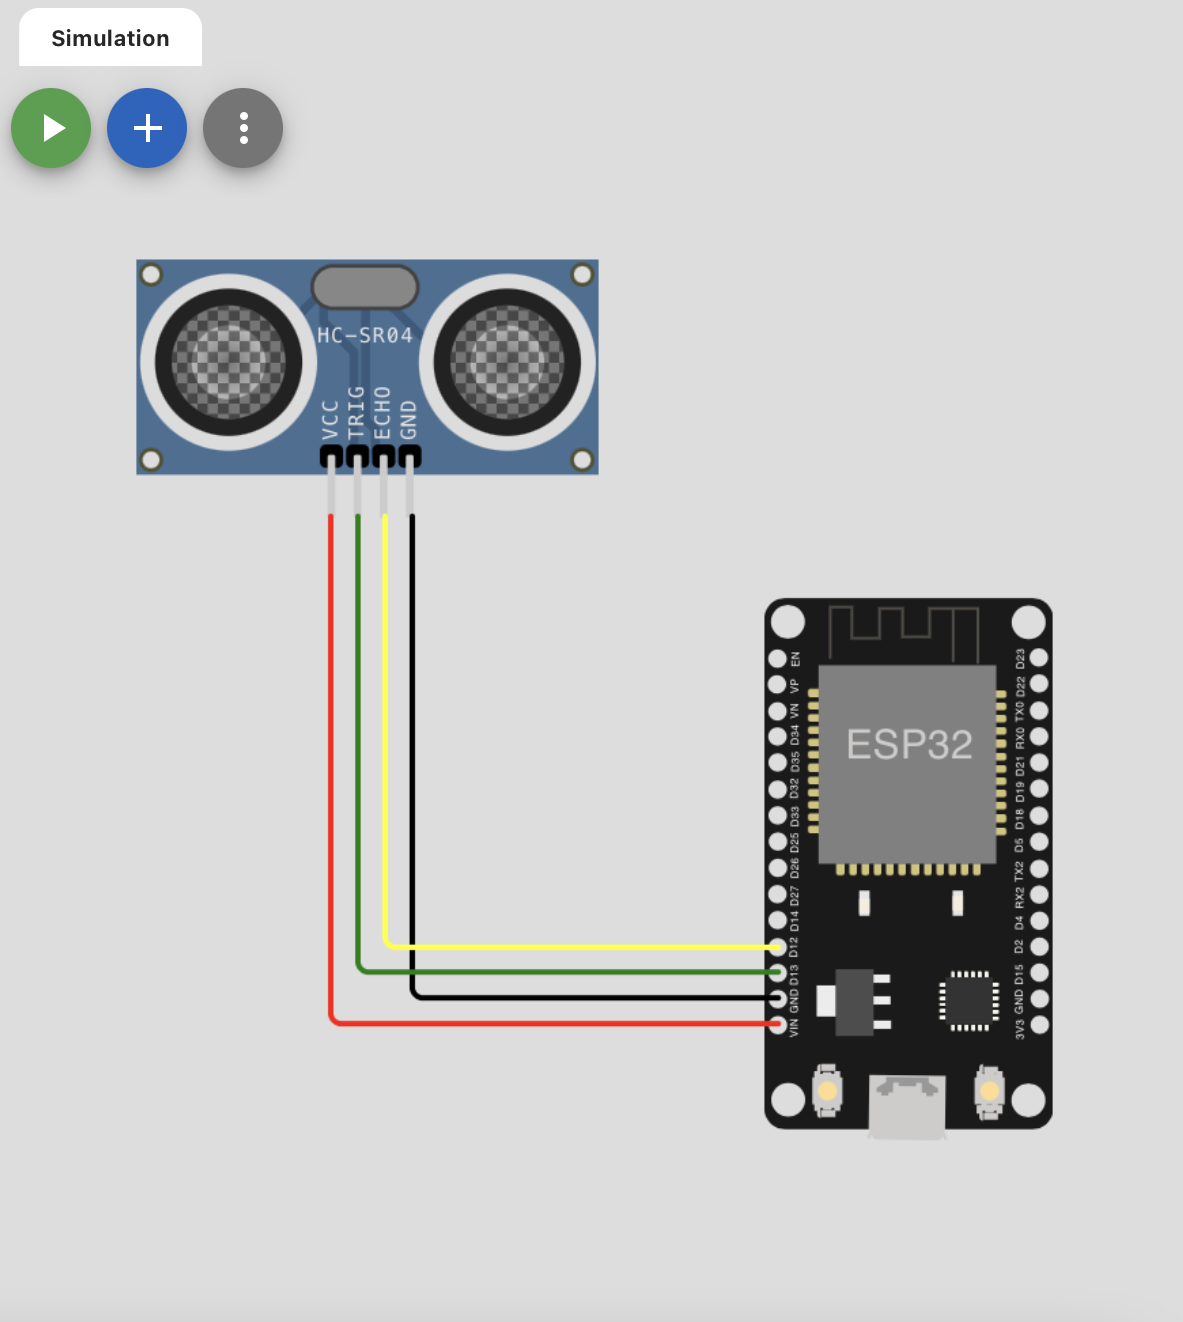 Simulation
HC-SR04
VCC
TRIG
ECHO
GND
ESP32
EN
VP
VN
D34
D35
D32
D33
D25
D26
D27
D14
D12
D13
GND
VIN
D23
D22
TX0
RX0
D21
D19
D18
D5
TX2
RX2
D4
D2
D15
GND
3V3